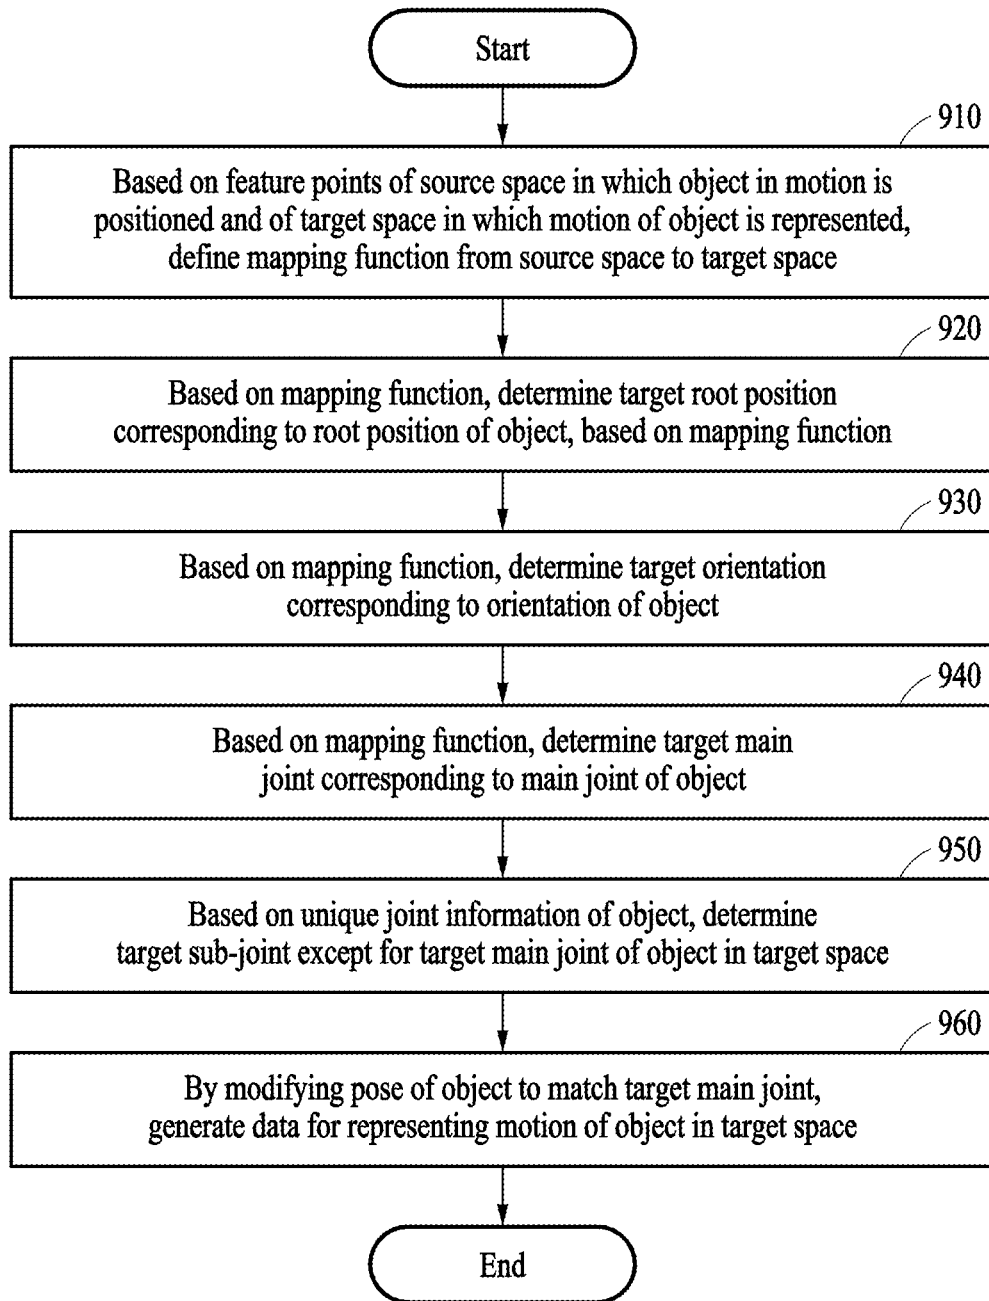 Start
910
Based on feature points of source space in which object in motion is
positioned and of target space in which motion of object is represented,
define mapping function from source space to target space
920
Based on mapping function, determine target root position
corresponding to root position of object, based on mapping function
930
Based on mapping function, determine target orientation
corresponding to orientation of object
940
Based on mapping function, determine target main
joint corresponding to main joint of object
950
Based on unique joint information of object, determine
target sub-joint except for target main joint of object in target space
960
By modifying pose of object to match target main joint,
generate data for representing motion of object in target space
End